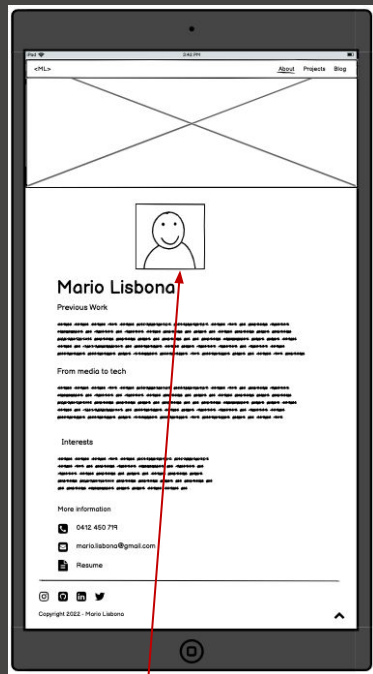 iPad 2:40 PM
<ML> About Projects Blog
Mario Lisbona
Previous Work
From media to tech
Interests
More information
0412 450 719
mario.lisbona@gmail.com
Resume
Copyright 2022 - Mario Lisbona